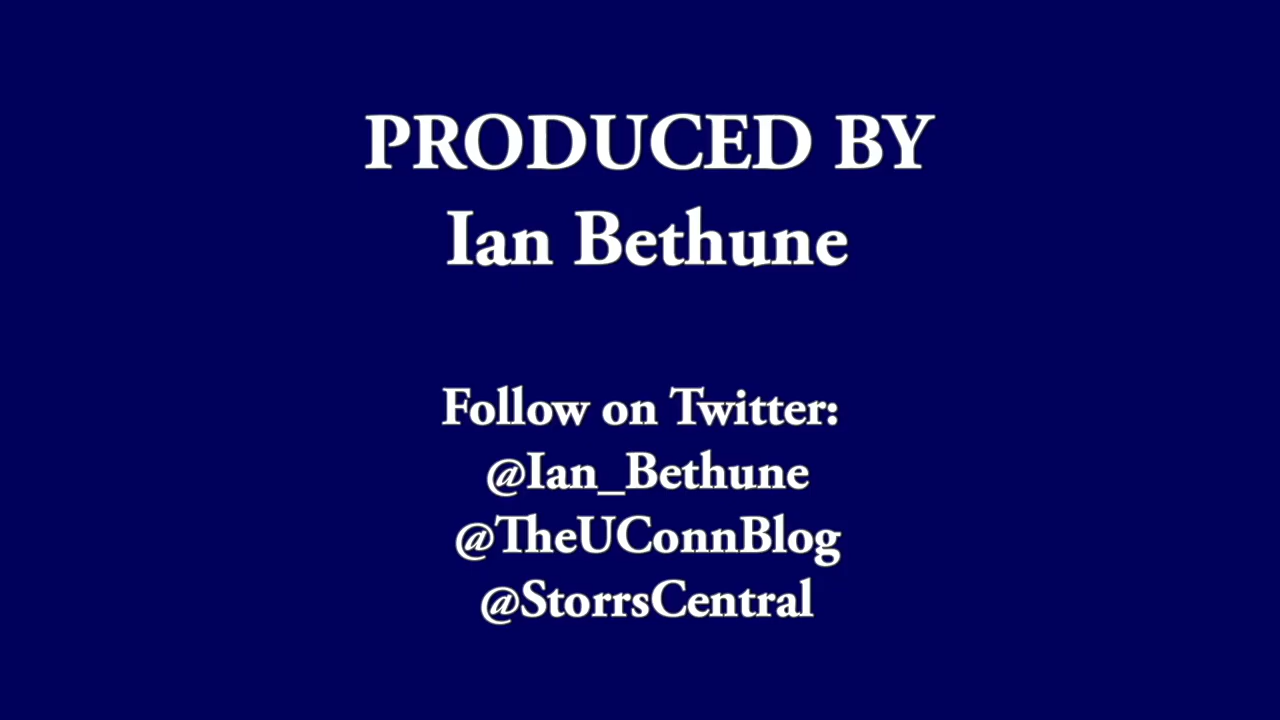 PRODUCED BY
Ian Bethune
Follow on Twitter:
@Ian_Bethune
@TheUConnBlog
@StorrsCentral